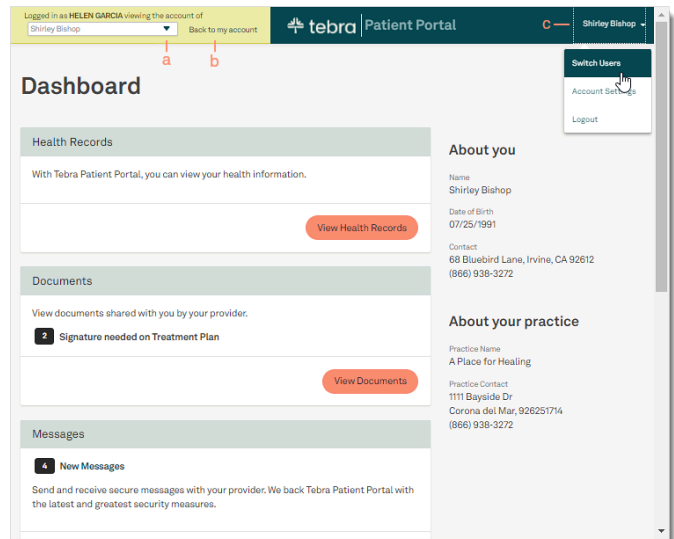 Logged in as HELEN GARCIA viewing the account of
Shirley Bishop
Back to my account
a
b
tebra Patient Portal
C
Shirley Bishop
Switch Users
Account Settings
Logout
Dashboard
Health Records
With Tebra Patient Portal, you can view your health information.
View Health Records
Documents
View documents shared with you by your provider.
2 Signature needed on Treatment Plan
View Documents
Messages
4 New Messages
Send and receive secure messages with your provider. We back Tebra Patient Portal with
the latest and greatest security measures.
About you
Name
Shirley Bishop
Date of Birth
07/25/1991
Contact
68 Bluebird Lane, Irvine, CA 92612
(866) 938-3272
About your practice
Practice Name
A Place for Healing
Practice Contact
1111 Bayside Dr
Corona del Mar, 926251714
(866) 938-3272